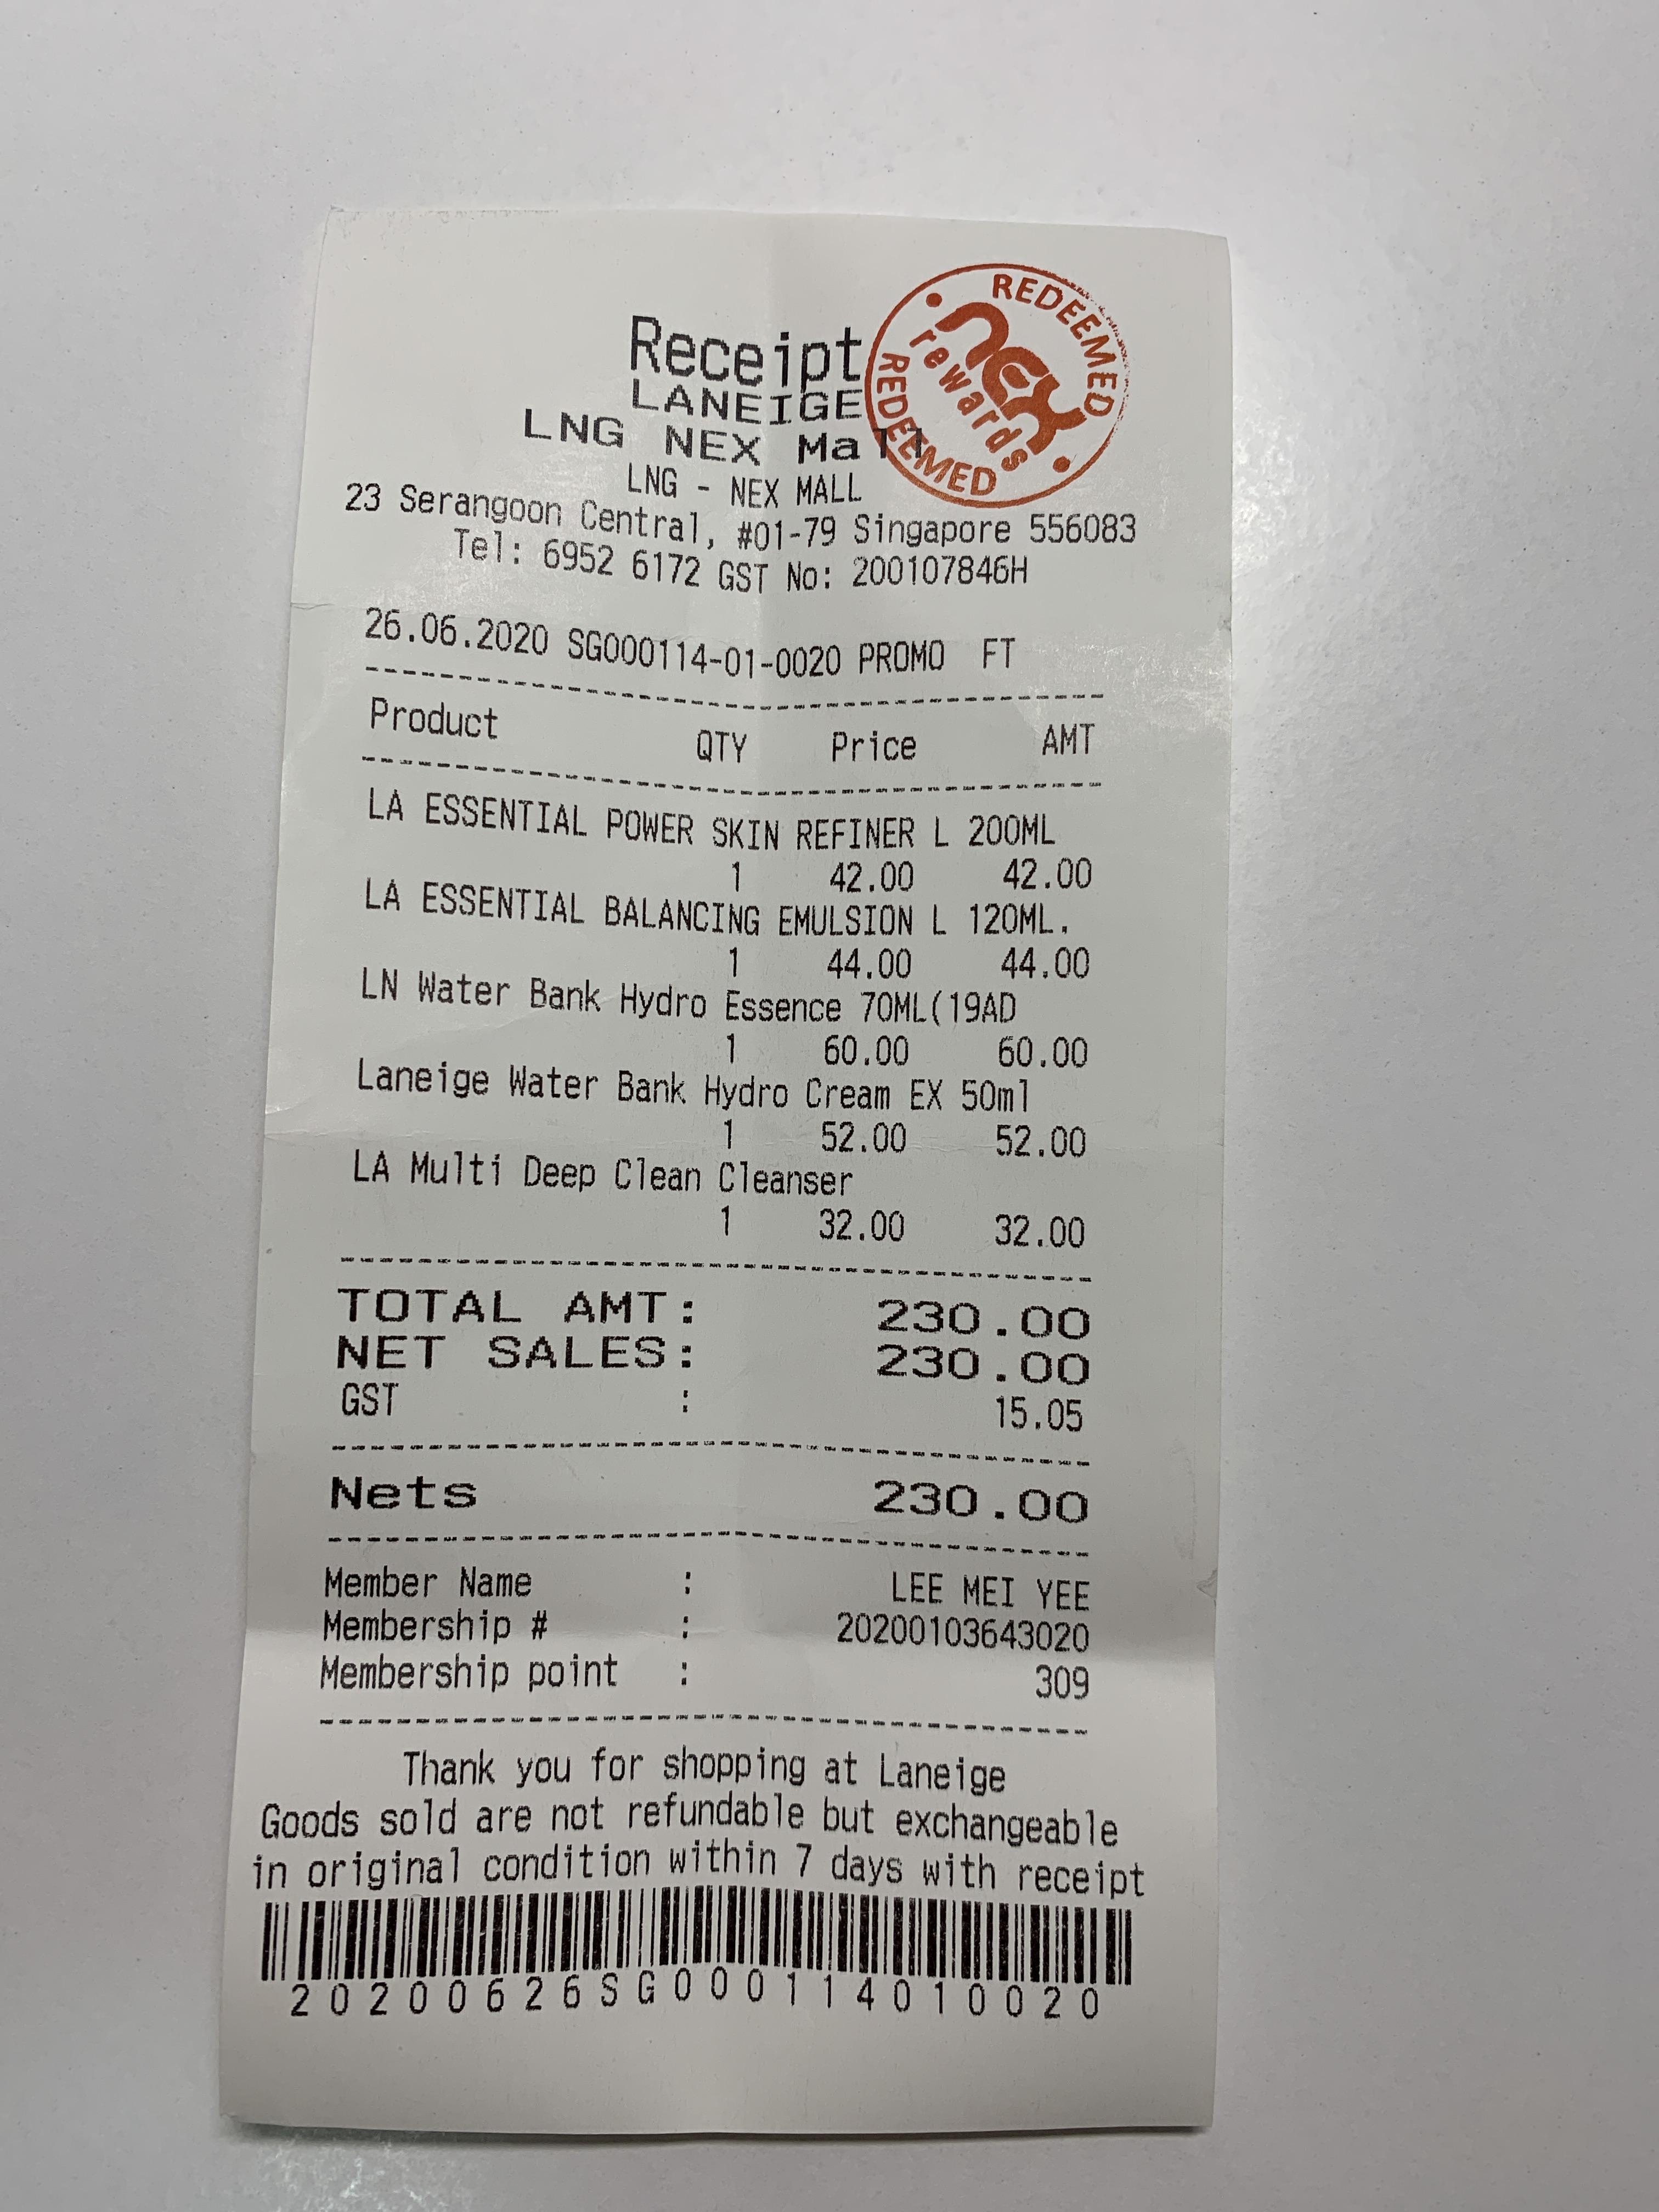 Receipt
LANEIGE
LNG NEX Mall
LNG - NEX MALL
23 Serangoon Central, #01-79 Singapore 556083
Tel: 6952 6172 GST No: 200107846H
REDEEMED
nex
rewards
REDEEMED
26.06.2020 SG000114-01-0020 PROMO FT
Product QTY Price AMT
LA ESSENTIAL POWER SKIN REFINER L 200ML
1 42.00 42.00
LA ESSENTIAL BALANCING EMULSION L 120ML.
1 44.00 44.00
LN Water Bank Hydro Essence 70ML(19AD
1 60.00 60.00
Laneige Water Bank Hydro Cream EX 50ml
1 52.00 52.00
LA Multi Deep Clean Cleanser
1 32.00 32.00
TOTAL AMT: 230.00
NET SALES: 230.00
GST : 15.05
Nets 230.00
Member Name : LEE MEI YEE
Membership # : 20200103643020
Membership point : 309
Thank you for shopping at Laneige
Goods sold are not refundable but exchangeable
in original condition within 7 days with receipt
20200626SG000114010020